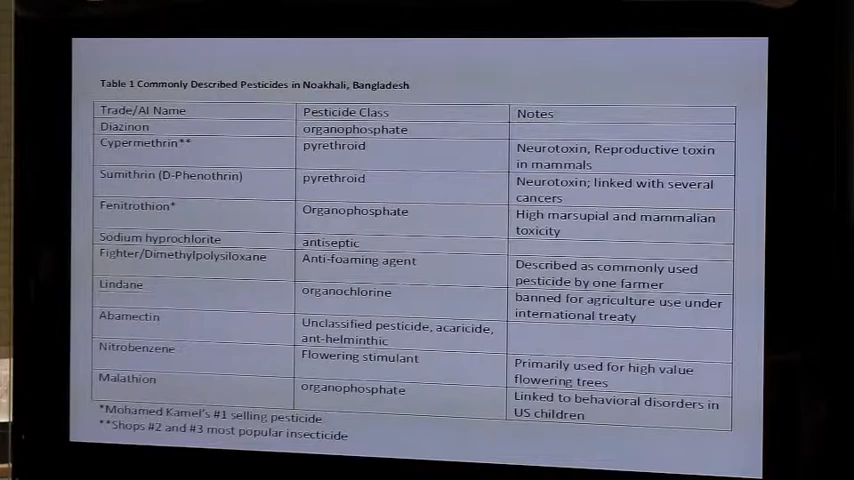 Table 1 Commonly Described Pesticides in Noakhali, Bangladesh
Trade/AI Name Pesticide Class Notes
Diazinon organophosphate
Cypermethrin** pyrethroid Neurotoxin, Reproductive toxin
in mammals
Sumithrin (D-Phenothrin) pyrethroid Neurotoxin; linked with several
cancers
Fenitrothion* Organophosphate High marsupial and mammalian
toxicity
Sodium hyprochlorite antiseptic
Fighter/Dimethylpolysiloxane Anti-foaming agent Described as commonly used
pesticide by one farmer
Lindane organochlorine banned for agriculture use under
international treaty
Abamectin Unclassified pesticide, acaricide,
ant-helminthic
Nitrobenzene Flowering stimulant Primarily used for high value
flowering trees
Malathion organophosphate Linked to behavioral disorders in
US children
*Mohamed Kamel's #1 selling pesticide
**Shops #2 and #3 most popular insecticide